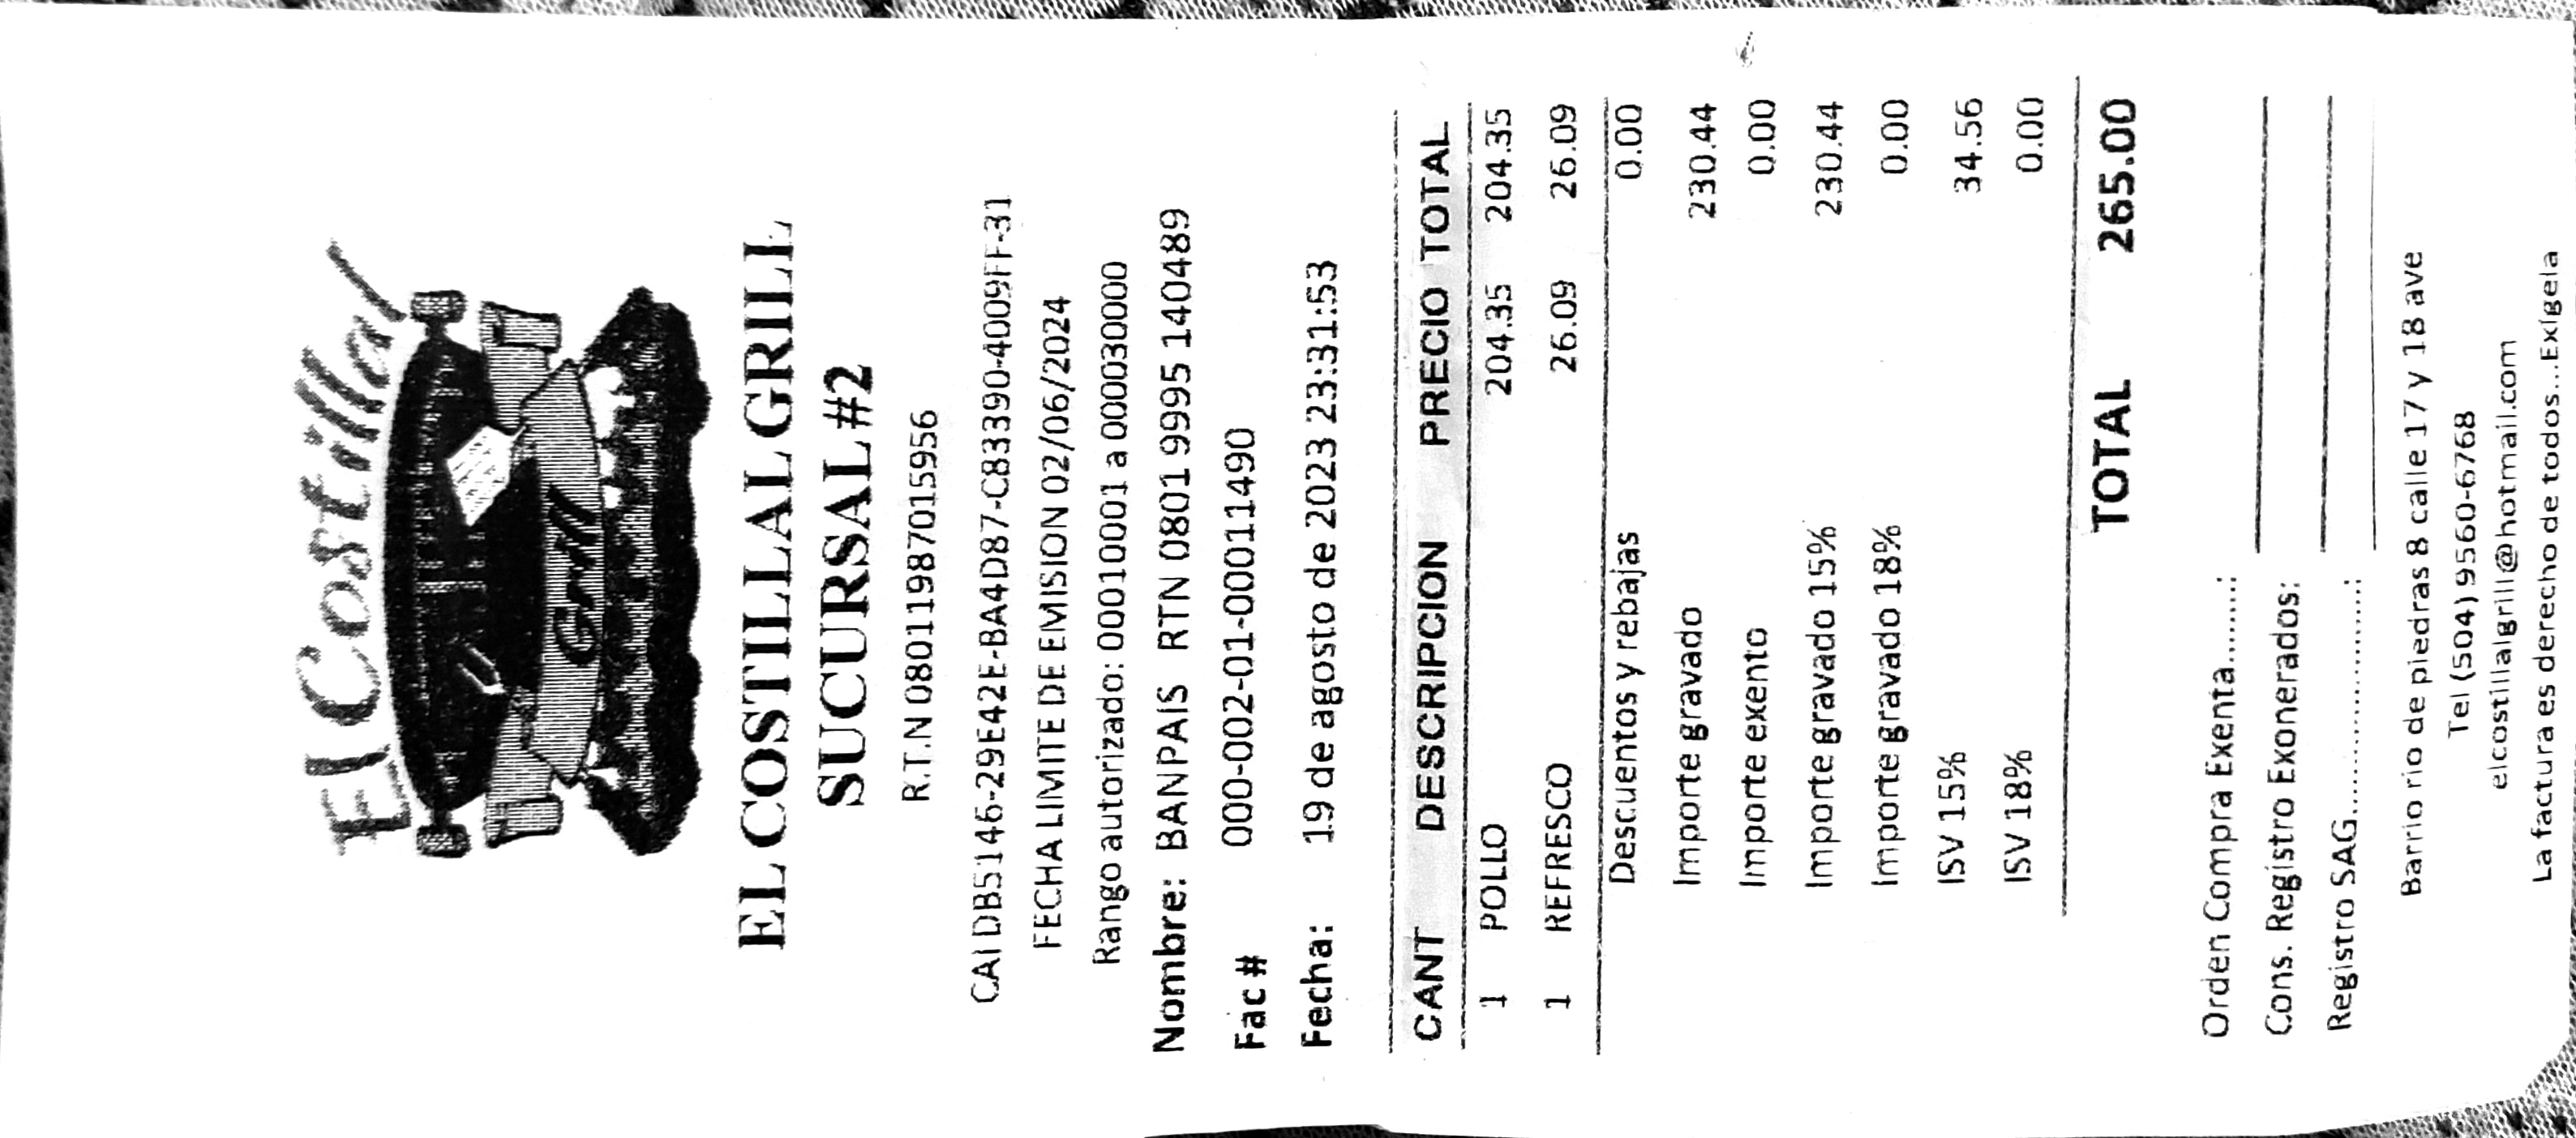 El Costillal
Grill
EL COSTILLAL GRILL
SUCURSAL #2
R.T.N 08011987015956
CAI DB5146-29E42E-BA4D87-C83390-4009FF-31
FECHA LIMITE DE EMISION 02/06/2024
Rango autorizado: 00010001 a 000030000
Nombre: BANPAIS RTN 0801 9995 140489
Fac # 000-002-01-00011490
Fecha: 19 de agosto de 2023 23:31:53
CANT DESCRIPCION PRECIO TOTAL
1 POLLO 204.35 204.35
1 REFRESCO 26.09 26.09
Descuentos y rebajas 0.00
Importe gravado 230.44
Importe exento 0.00
Importe gravado 15% 230.44
Importe gravado 18% 0.00
ISV 15% 34.56
ISV 18% 0.00
TOTAL 265.00
Orden Compra Exenta........:
Cons. Registro Exonerados:
Registro SAG.......................:
Barrio rio de piedras 8 calle 17 y 18 ave
Tel (504) 9560-6768
elcostillalgrill@hotmail.com
La factura es derecho de todos...Exígela